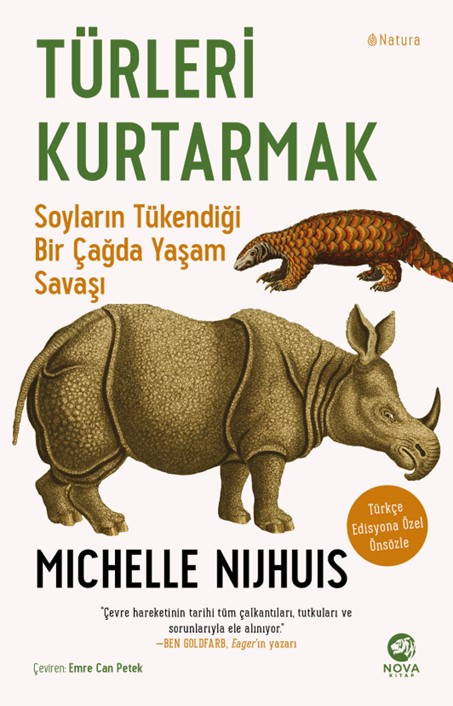 Natura
TÜRLERİ
KURTARMAK
Soyların Tükendiği
Bir Çağda Yaşam
Savaşı
Türkçe
Edisyona Özel
Önsözle
MICHELLE NIJHUIS
"Çevre hareketinin tarihi tüm çalkantıları, tutkuları ve
sorunlarıyla ele alınıyor."
—BEN GOLDFARB, Eager'ın yazarı
Çeviren: Emre Can Petek
NOVA
KİTAP